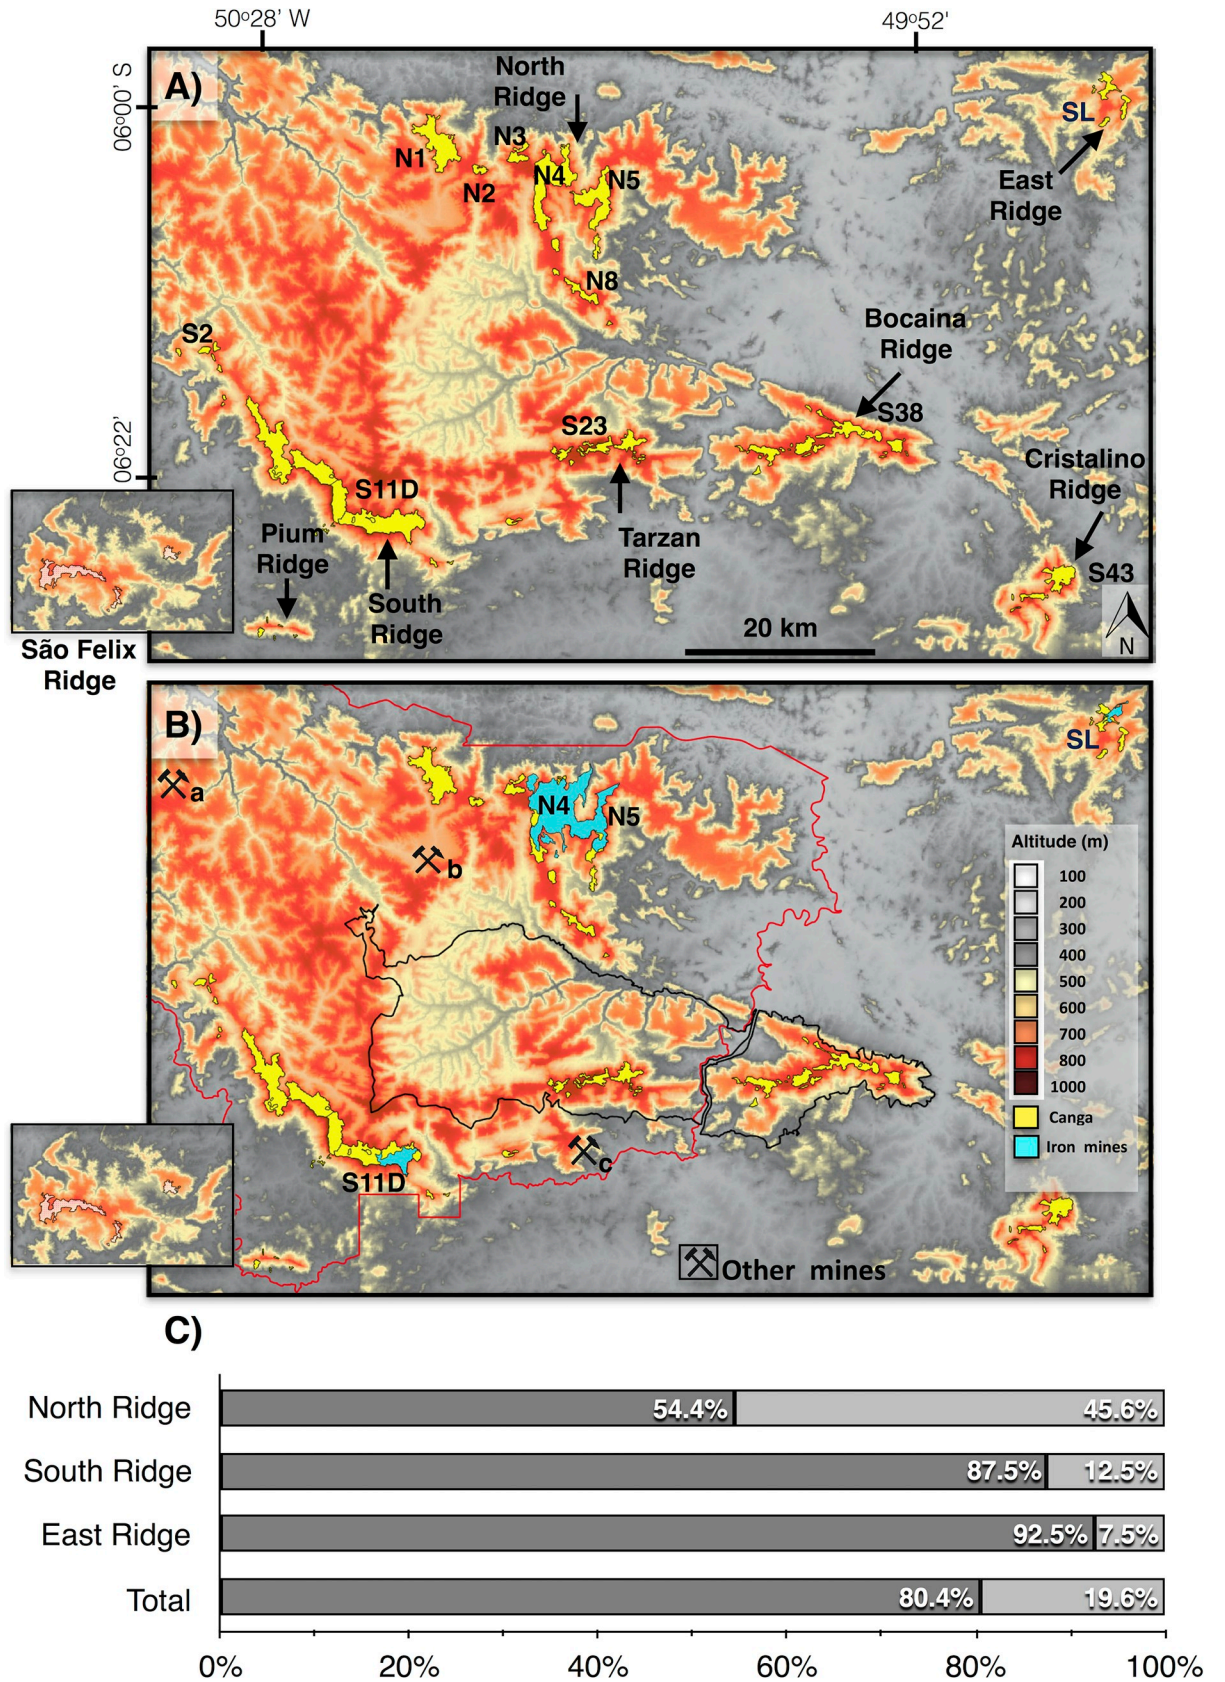 50°28' W
49°52'
06°00' S
06°22'
A)
North
Ridge
SL
East
Ridge
N1
N2
N3
N4
N5
N8
S2
Bocaina
Ridge
S38
S23
Cristalino
Ridge
S11D
Tarzan
Ridge
Pium
Ridge
South
Ridge
S43
20 km
N
São Felix
Ridge
B)
SL
a
N4
N5
b
Altitude (m)
100
200
300
400
500
600
700
800
1000
Canga
Iron mines
c
S11D
Other mines
C)
North Ridge 54.4% 45.6%
South Ridge 87.5% 12.5%
East Ridge 92.5% 7.5%
Total 80.4% 19.6%
0% 20% 40% 60% 80% 100%